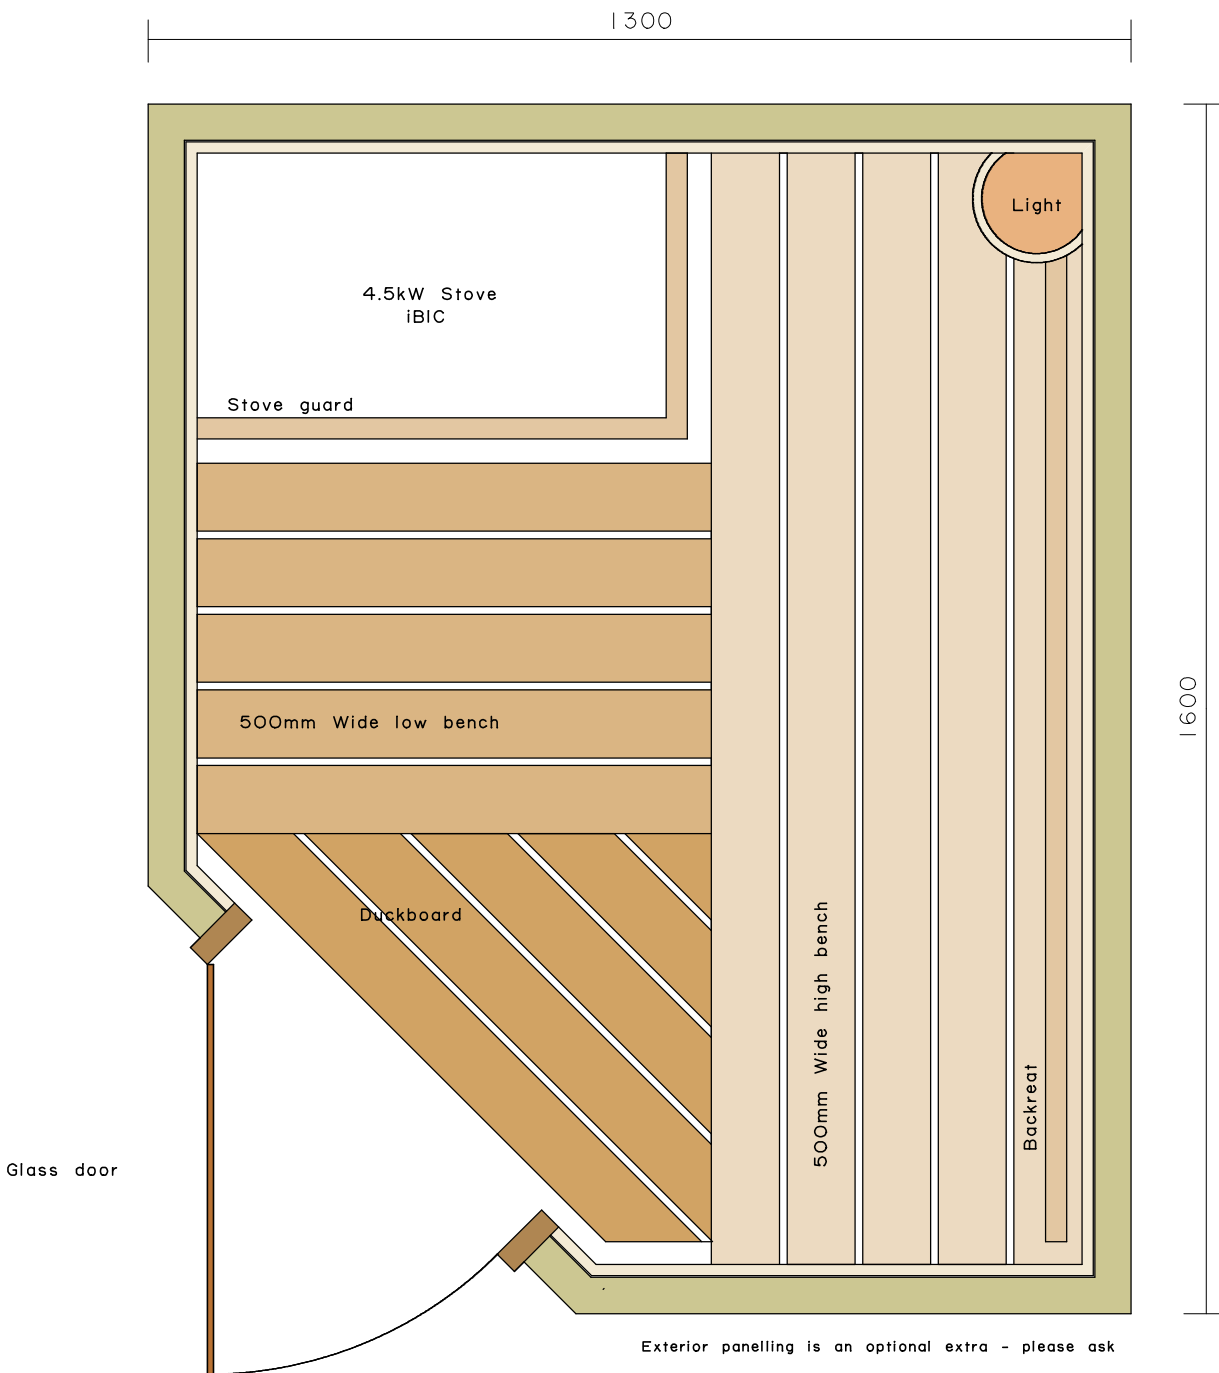 1300
Light
4.5kW Stove
iBIC
Stove guard
1600
500mm Wide low bench
Duckboard
500mm Wide high bench
Backreat
Glass door
Exterior panelling is an optional extra - please ask